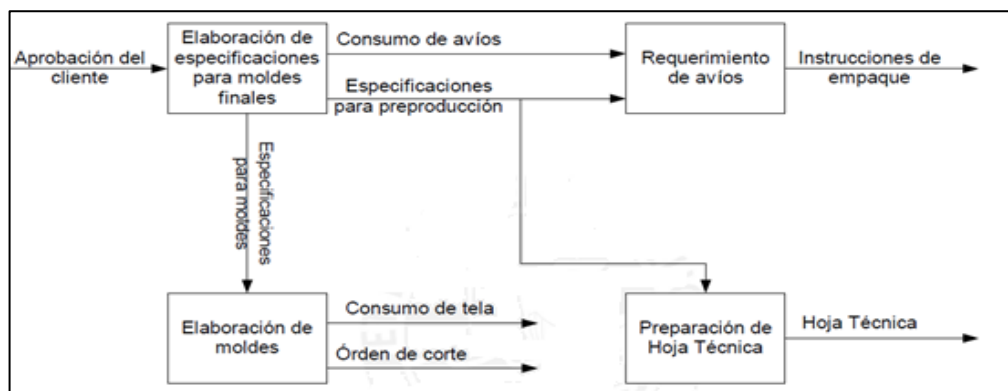 Aprobación del
cliente
Elaboración de
especificaciones
para moldes
finales
Consumo de avíos
Especificaciones
para preproducción
Requerimiento
de avíos
Instrucciones de
empaque
Especificaciones
para moldes
Elaboración de
moldes
Consumo de tela
Órden de corte
Preparación de
Hoja Técnica
Hoja Técnica